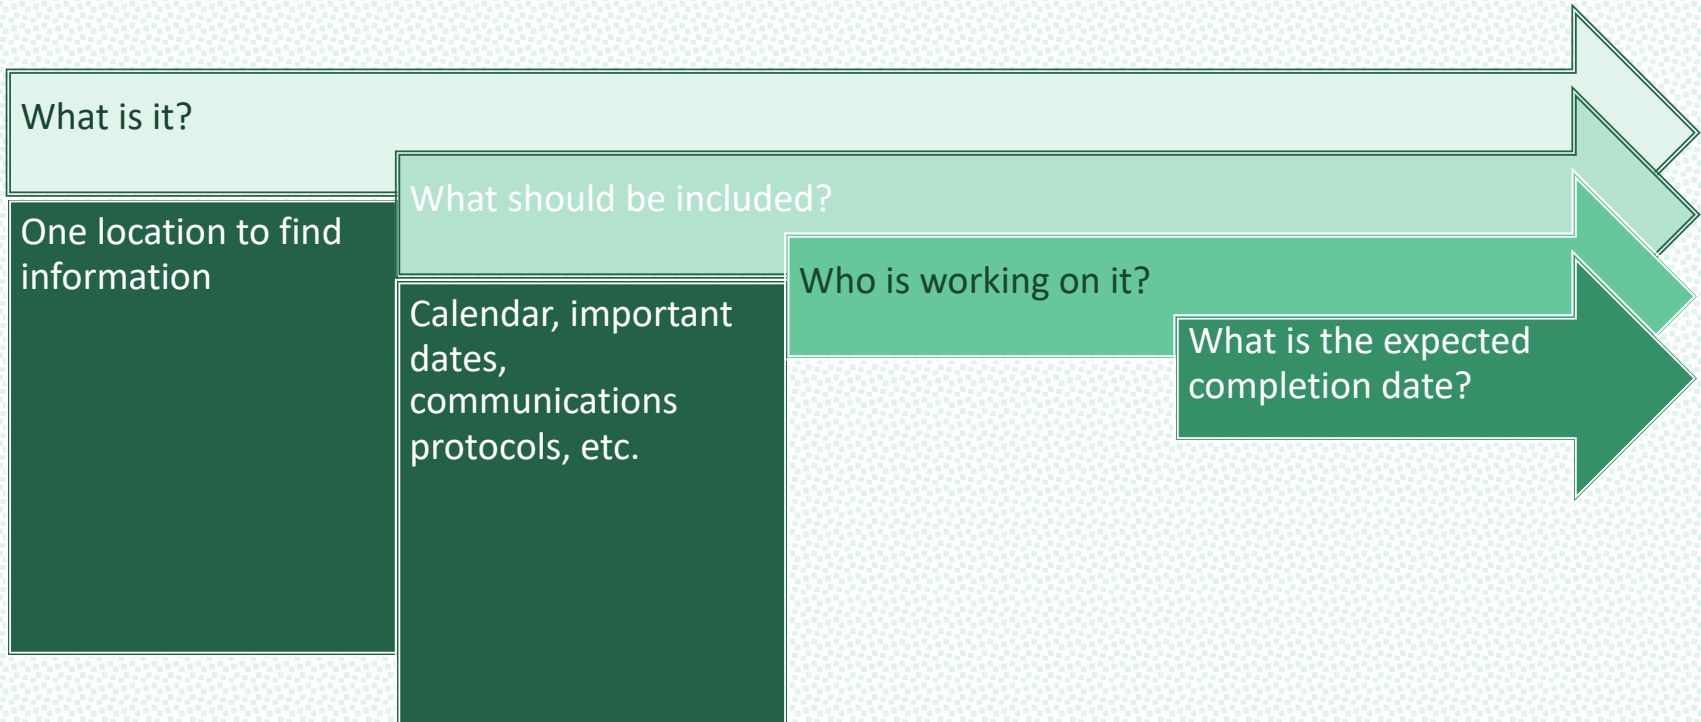 What is it?
One location to find
information
What should be included?
Calendar, important
dates,
communications
protocols, etc.
Who is working on it?
What is the expected
completion date?